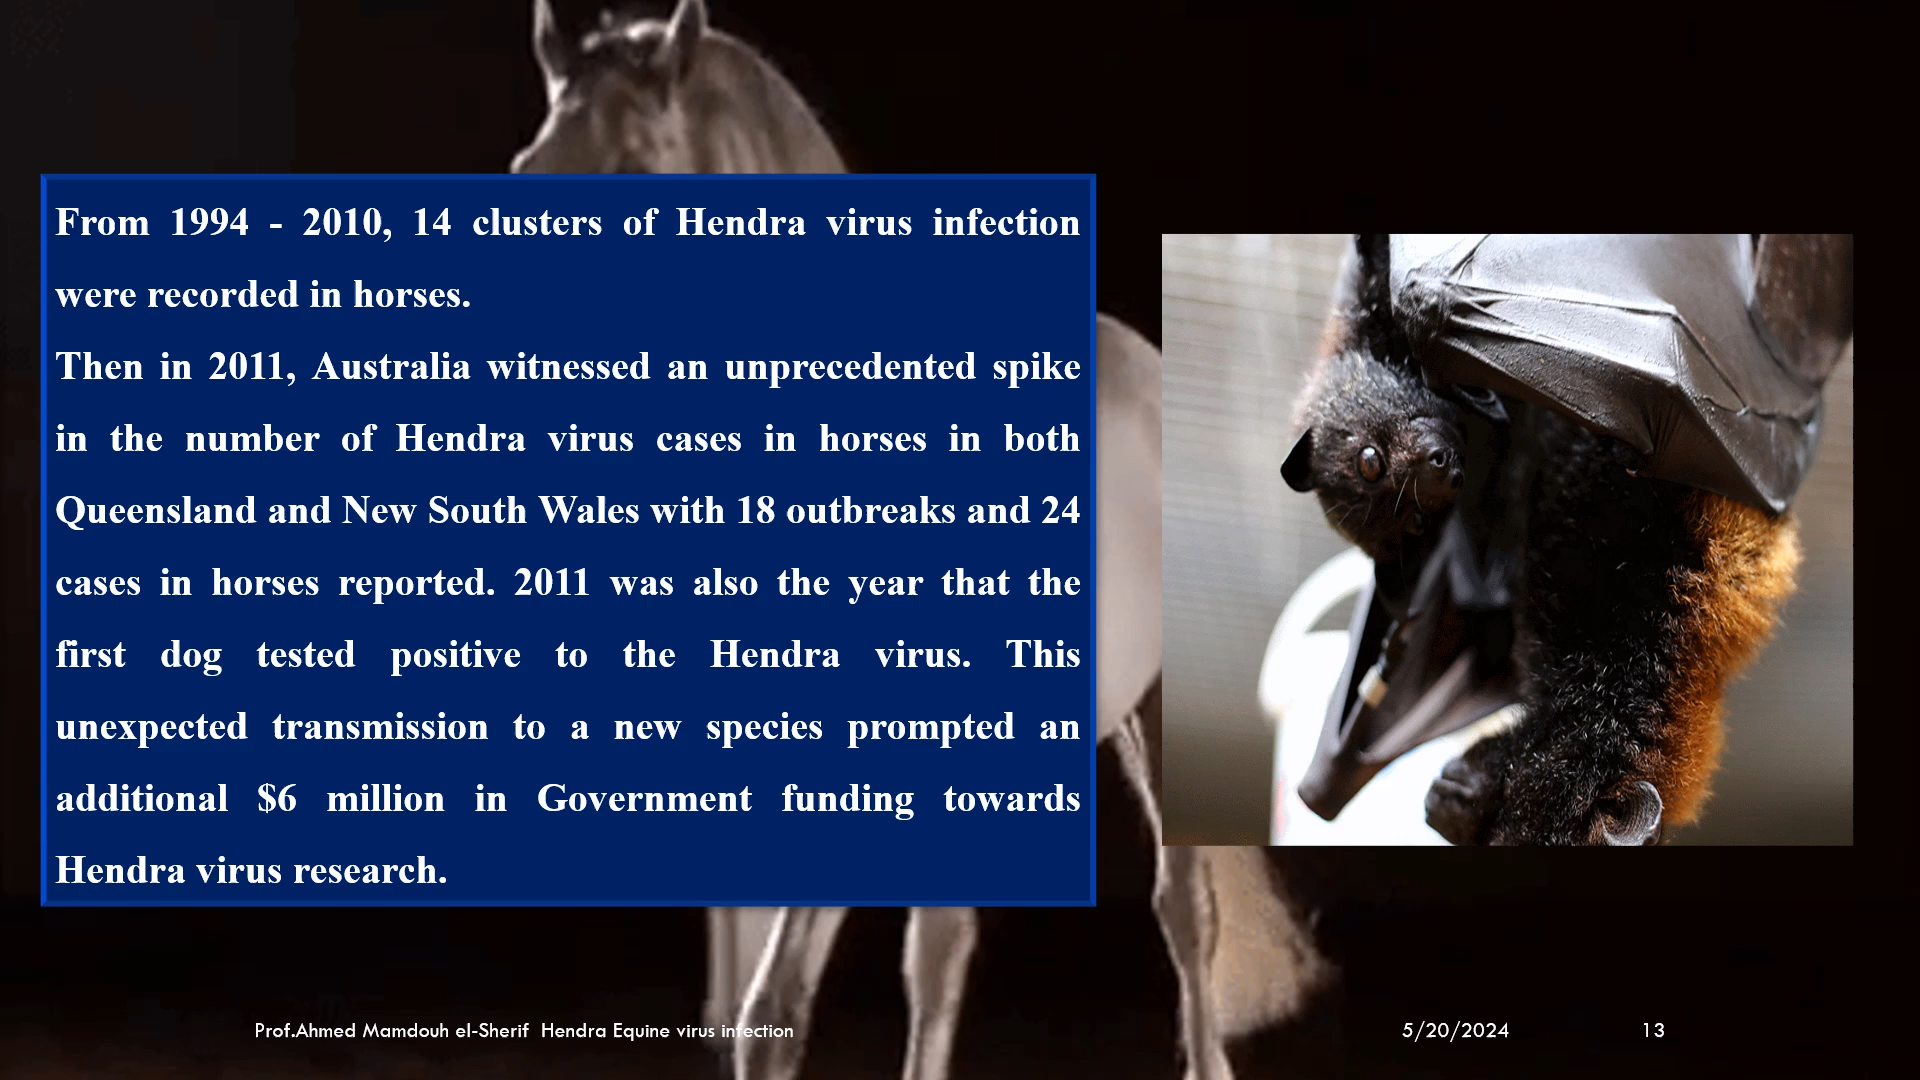 From 1994 - 2010, 14 clusters of Hendra virus infection
were recorded in horses.
Then in 2011, Australia witnessed an unprecedented spike
in the number of Hendra virus cases in horses in both
Queensland and New South Wales with 18 outbreaks and 24
cases in horses reported. 2011 was also the year that the
first dog tested positive to the Hendra virus. This
unexpected transmission to a new species prompted an
additional $6 million in Government funding towards
Hendra virus research.
Prof.Ahmed Mamdouh el-Sherif Hendra Equine virus infection
5/20/2024
13